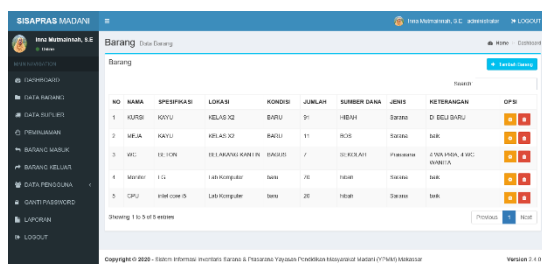 SISAPRAS MADANI
Inna Mutmainnah, S.E administrator LOGOUT
Inna Mutmainnah, S.E
Online
Barang Data Barang
Home Dashboard
DASHBOARD
DATA BARANG
DATA SUPLIER
PEMINJAMAN
BARANG MASUK
BARANG KELUAR
DATA PENGGUNA
GANTI PASSWORD
LAPORAN
LOGOUT
Barang
Tambah Barang
Search:
NO NAMA SPESIFIKASI LOKASI KONDISI JUMLAH SUMBER DANA JENIS KETERANGAN OPSI
1 KURSI KAYU KELAS X2 BARU 91 HIBAH Sarana DI BELI BARU
2 MEJA KAYU KELAS X2 BARU 11 BOS Sarana baik
3 WC BETON BELAKANG KANTIN BAGUS 7 SEKOLAH Prasarana 3 WC PRIA, 4 WC WANITA
4 Monitor LG Lab Komputer baru 20 hibah Sarana baik
5 CPU intel core i5 Lab Komputer baru 20 hibah Sarana baik
Showing 1 to 5 of 5 entries
Previous 1 Next
Copyright © 2020 - Sistem Informasi Inventaris Sarana & Prasarana Yayasan Pendidikan Masyarakat Madani (YPMM) Makassar
Version 2.4.0